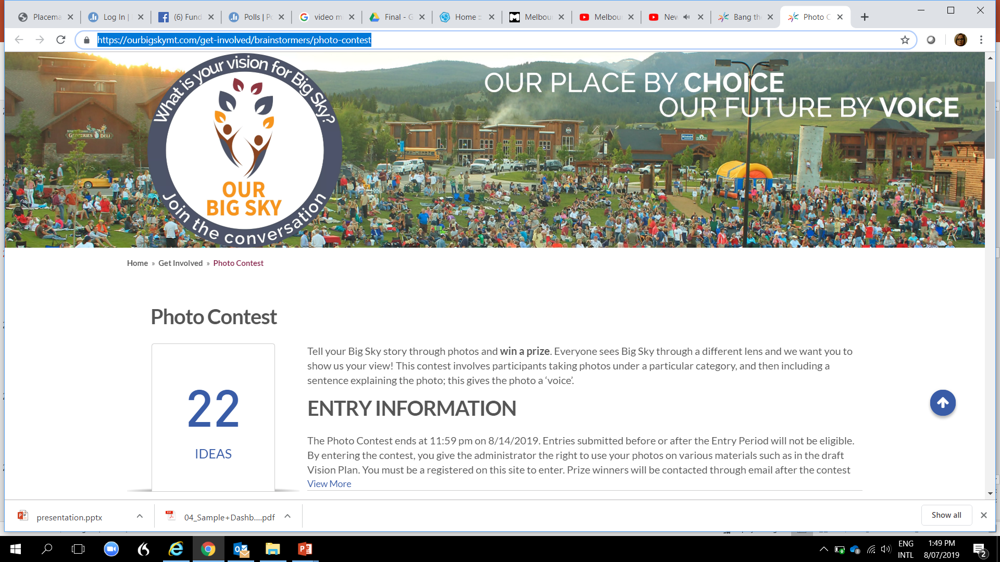 Placema
Log In |
(6) Fund
Polls | Po
video m
Final - G
Home ::
Melbou
Melbou
New
Bang th
Photo C
https://ourbigskymt.com/get-involved/brainstormers/photo-contest
What is your vision for Big Sky?
OUR
BIG SKY
Join the conversation
OUR PLACE BY CHOICE
OUR FUTURE BY VOICE
GROCERIES DELI
Home » Get Involved » Photo Contest
Photo Contest
22
IDEAS
Tell your Big Sky story through photos and win a prize. Everyone sees Big Sky through a different lens and we want you to
show us your view! This contest involves participants taking photos under a particular category, and then including a
sentence explaining the photo; this gives the photo a ‘voice’.
ENTRY INFORMATION
The Photo Contest ends at 11:59 pm on 8/14/2019. Entries submitted before or after the Entry Period will not be eligible.
By entering the contest, you give the administrator the right to use your photos on various materials such as in the draft
Vision Plan. You must be a registered on this site to enter. Prize winners will be contacted through email after the contest
View More
presentation.pptx
04_Sample+Dashb....pdf
Show all
ENG
INTL
1:49 PM
8/07/2019
2